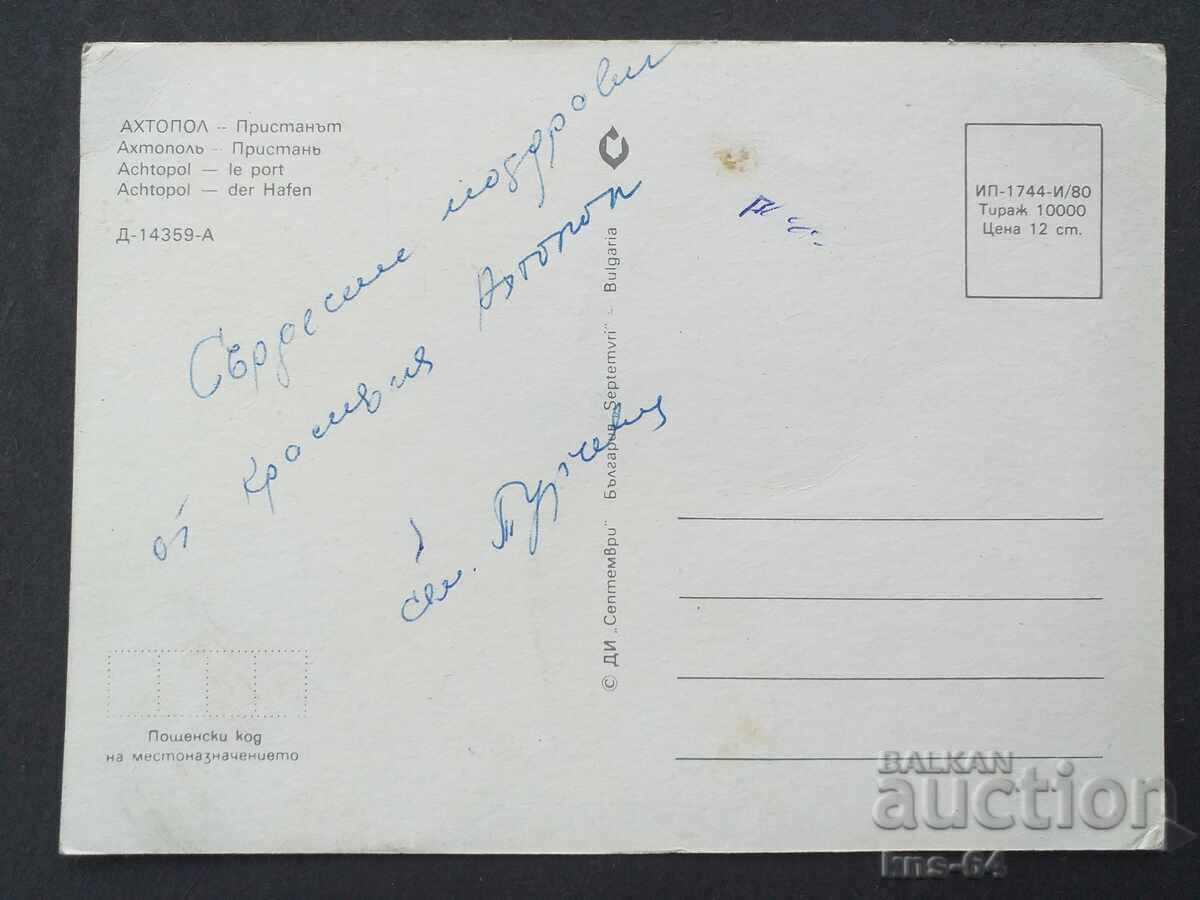 АХТОПОЛ — Пристанът
Ахтополь — Пристань
Achtopol — le port
Achtopol — der Hafen
Д-14359-А
Сърдечни поздрави
от красивия Ахтопол
сем.
Пощенски код
на местоназначението
© ДИ „Септември" — България „Septemvri" — Bulgaria
ИП-1744-И/80
Тираж 10000
Цена 12 ст.
BALKAN
auction
kns-64